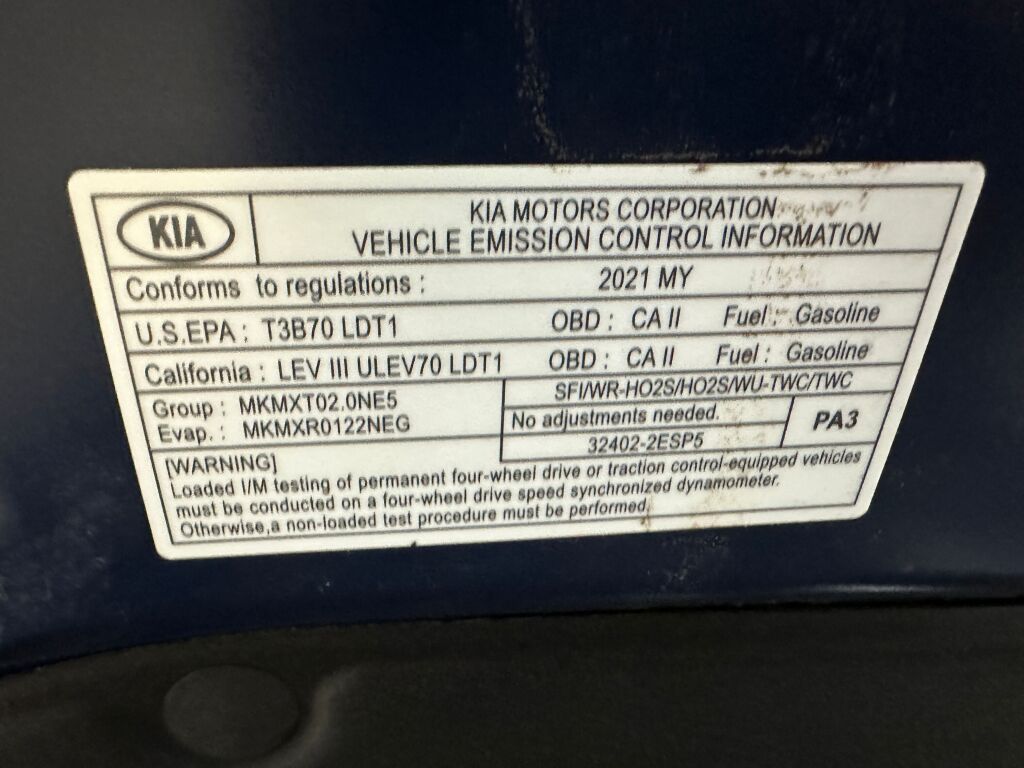 KIA
KIA MOTORS CORPORATION
VEHICLE EMISSION CONTROL INFORMATION
Conforms to regulations : 2021 MY
U.S.EPA : T3B70 LDT1 OBD : CA II Fuel : Gasoline
California : LEV III ULEV70 LDT1 OBD : CA II Fuel : Gasoline
Group : MKMXT02.0NE5
Evap. : MKMXR0122NEG
SFI/WR-HO2S/HO2S/WU-TWC/TWC
No adjustments needed.
32402-2ESP5
PA3
[WARNING]
Loaded I/M testing of permanent four-wheel drive or traction control-equipped vehicles
must be conducted on a four-wheel drive speed synchronized dynamometer.
Otherwise,a non-loaded test procedure must be performed.